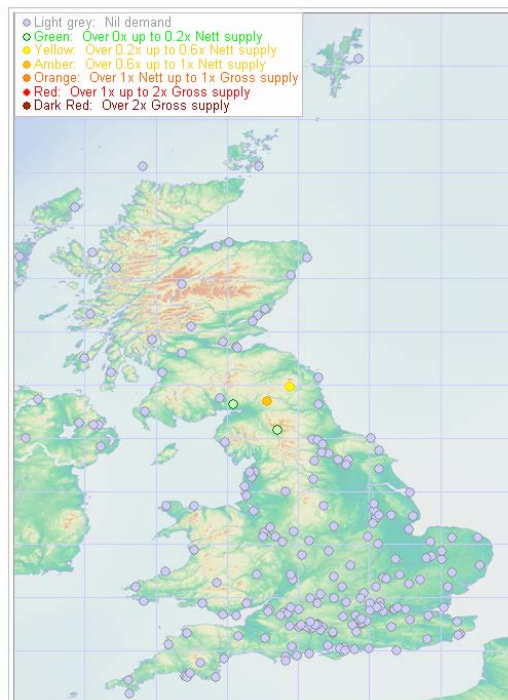 Light grey: Nil demand
Green: Over 0x up to 0.2x Nett supply
Yellow: Over 0.2x up to 0.6x Nett supply
Amber: Over 0.6x up to 1x Nett supply
Orange: Over 1x Nett up to 1x Gross supply
Red: Over 1x up to 2x Gross supply
Dark Red: Over 2x Gross supply